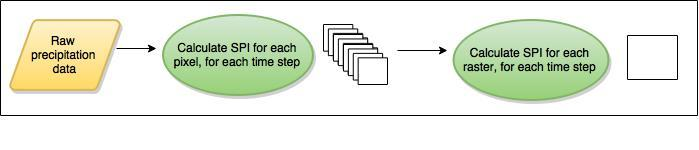 Raw
precipitation
data
Calculate SPI for each
pixel, for each time step
Calculate SPI for each
raster, for each time step